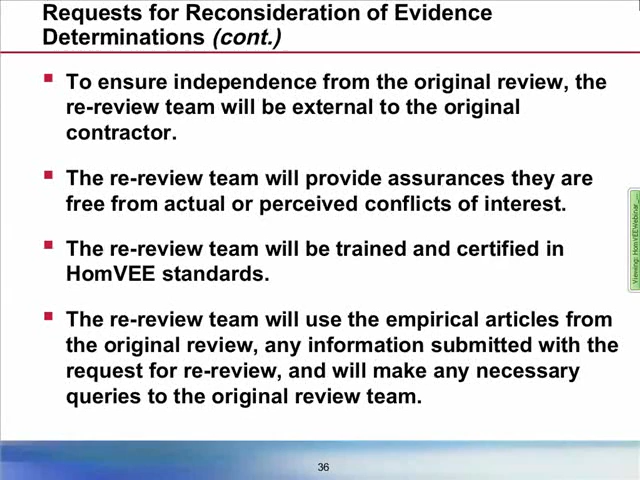 Requests for Reconsideration of Evidence
Determinations (cont.)
To ensure independence from the original review, the
re-review team will be external to the original
contractor.
The re-review team will provide assurances they are
free from actual or perceived conflicts of interest.
The re-review team will be trained and certified in
HomVEE standards.
The re-review team will use the empirical articles from
the original review, any information submitted with the
request for re-review, and will make any necessary
queries to the original review team.
Viewing: HomVEEWebinar_...
36